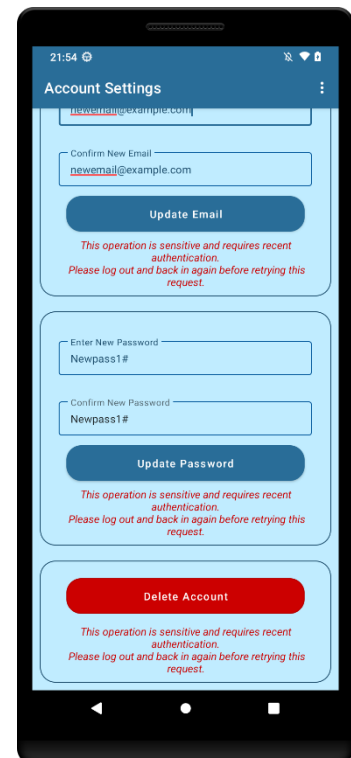 21:54
Account Settings
newemail@example.com
Confirm New Email
newemail@example.com
Update Email
This operation is sensitive and requires recent
authentication.
Please log out and back in again before retrying this
request.
Enter New Password
Newpass1#
Confirm New Password
Newpass1#
Update Password
This operation is sensitive and requires recent
authentication.
Please log out and back in again before retrying this
request.
Delete Account
This operation is sensitive and requires recent
authentication.
Please log out and back in again before retrying this
request.